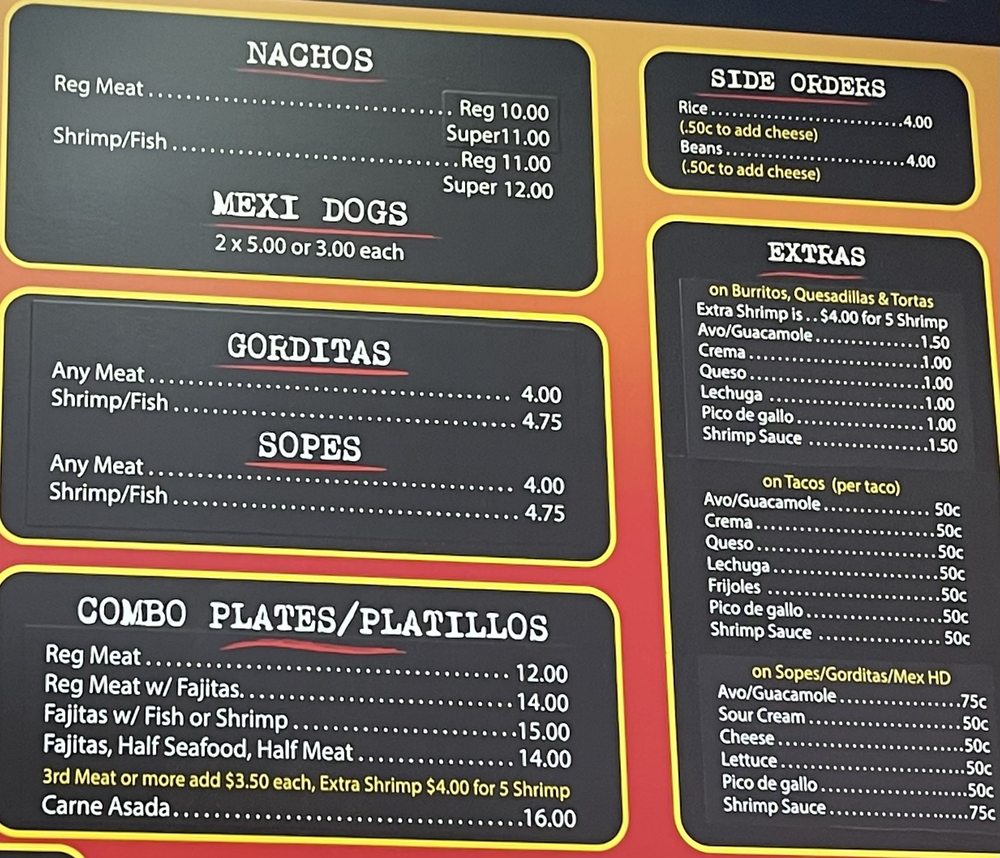 NACHOS
Reg Meat ........................................ Reg 10.00
Super11.00
Shrimp/Fish .....................................Reg 11.00
Super 12.00
MEXI DOGS
2 x 5.00 or 3.00 each
GORDITAS
Any Meat ................................................ 4.00
Shrimp/Fish ............................................. 4.75
SOPES
Any Meat ................................................ 4.00
Shrimp/Fish ............................................. 4.75
COMBO PLATES/PLATILLOS
Reg Meat ................................................ 12.00
Reg Meat w/ Fajitas.....................................14.00
Fajitas w/ Fish or Shrimp ...............................15.00
Fajitas, Half Seafood, Half Meat ................. 14.00
3rd Meat or more add $3.50 each, Extra Shrimp $4.00 for 5 Shrimp
Carne Asada.............................................16.00
SIDE ORDERS
Rice...............................4.00
(.50c to add cheese)
Beans .............................4.00
(.50c to add cheese)
EXTRAS
on Burritos, Quesadillas & Tortas
Extra Shrimp is . . $4.00 for 5 Shrimp
Avo/Guacamole.................1.50
Crema ............................1.00
Queso ............................1.00
Lechuga .........................1.00
Pico de gallo.................... 1.00
Shrimp Sauce ...................1.50
on Tacos (per taco)
Avo/Guacamole................ 50c
Crema ............................50c
Queso ............................ 50c
Lechuga..........................50c
Frijoles ..........................50c
Pico de gallo.....................50c
Shrimp Sauce ................... 50c
on Sopes/Gorditas/Mex HD
Avo/Guacamole .................75c
Sour Cream ......................50c
Cheese ...........................50c
Lettuce ..........................50c
Pico de gallo.....................50c
Shrimp Sauce.....................75c